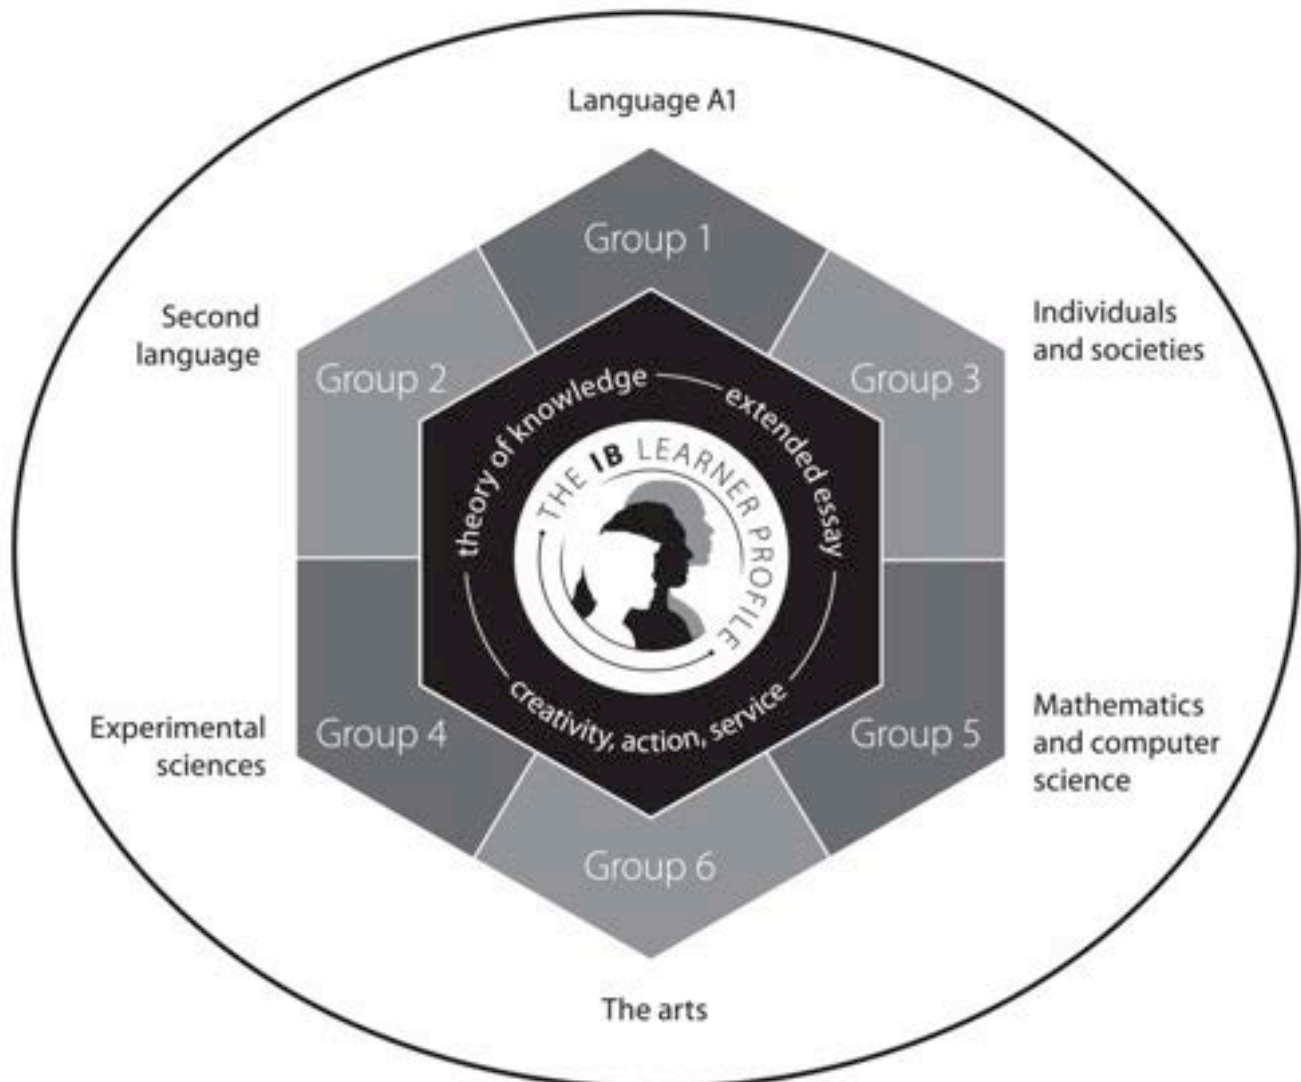 Language A1
Group 1
Second
language
Group 2
Individuals
and societies
Group 3
theory of knowledge
extended essay
THE IB LEARNER PROFILE
creativity, action, service
Experimental
sciences
Group 4
Mathematics
and computer
science
Group 5
Group 6
The arts